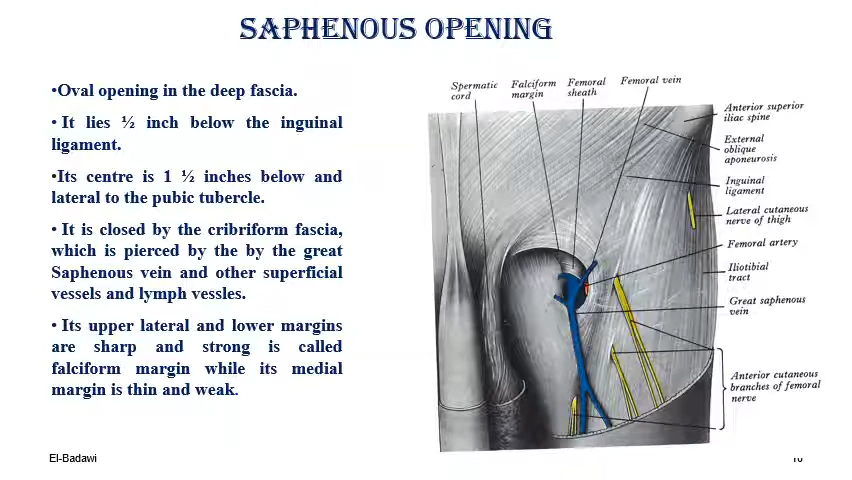 SAPHENOUS OPENING
•Oval opening in the deep fascia.
• It lies ½ inch below the inguinal
ligament.
•Its centre is 1 ½ inches below and
lateral to the pubic tubercle.
• It is closed by the cribriform fascia,
which is pierced by the by the great
Saphenous vein and other superficial
vessels and lymph vessles.
• Its upper lateral and lower margins
are sharp and strong is called
falciform margin while its medial
margin is thin and weak.
Spermatic
cord
Falciform
margin
Femoral
sheath
Femoral vein
Anterior superior
iliac spine
External
oblique
aponeurosis
Inguinal
ligament
Lateral cutaneous
nerve of thigh
Femoral artery
Iliotibial
tract
Great saphenous
vein
Anterior cutaneous
branches of femoral
nerve
El-Badawi